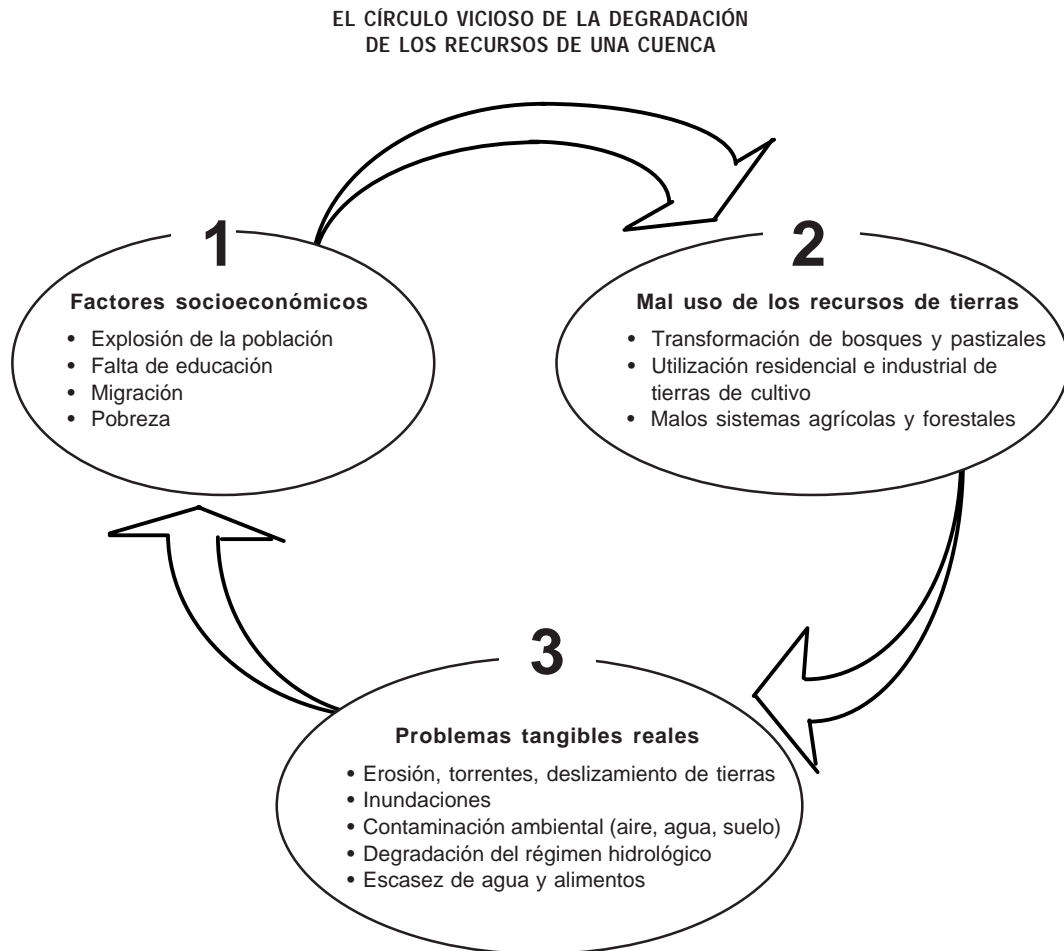 EL CÍRCULO VICIOSO DE LA DEGRADACIÓN
DE LOS RECURSOS DE UNA CUENCA
1
Factores socioeconómicos
• Explosión de la población
• Falta de educación
• Migración
• Pobreza
2
Mal uso de los recursos de tierras
• Transformación de bosques y pastizales
• Utilización residencial e industrial de
tierras de cultivo
• Malos sistemas agrícolas y forestales
3
Problemas tangibles reales
• Erosión, torrentes, deslizamiento de tierras
• Inundaciones
• Contaminación ambiental (aire, agua, suelo)
• Degradación del régimen hidrológico
• Escasez de agua y alimentos